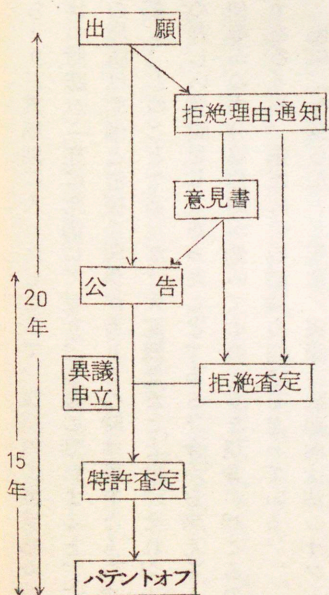 出願
拒絶理由通知
意見書
公告
20
年
異議
申立
拒絶査定
15
年
特許査定
パテントオフ